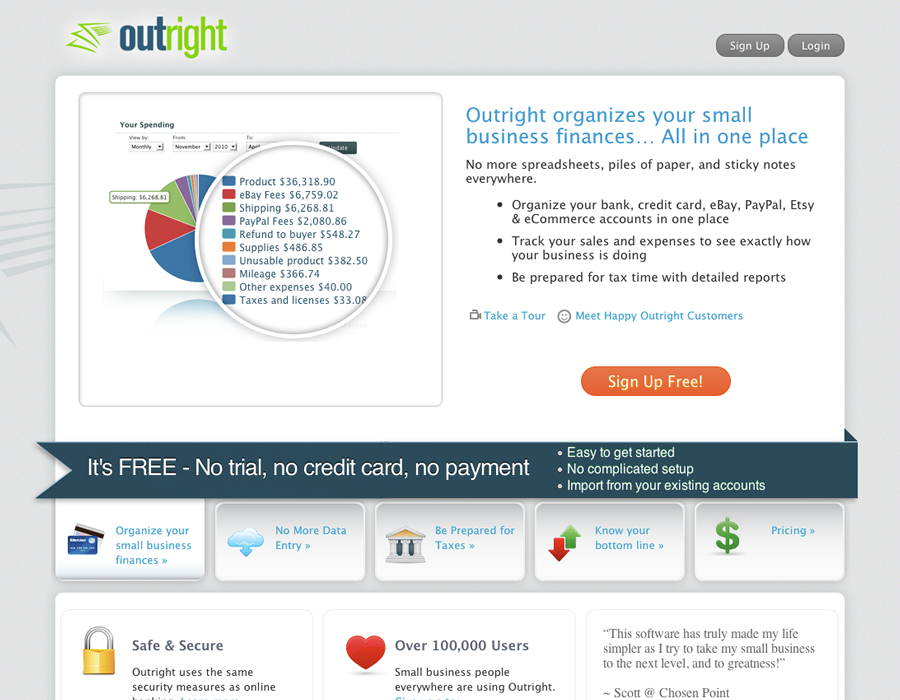 outright
Sign Up
Login
Your Spending
View by:
From:
To:
Monthly
November
2010
Update
Shipping: $6,268.81
Product $36,318.90
eBay Fees $6,759.02
Shipping $6,268.81
PayPal Fees $2,080.86
Refund to buyer $548.27
Supplies $486.85
Unusable product $382.50
Mileage $366.74
Other expenses $40.00
Taxes and licenses $33.08
Outright organizes your small
business finances... All in one place
No more spreadsheets, piles of paper, and sticky notes
everywhere.
• Organize your bank, credit card, eBay, PayPal, Etsy
& eCommerce accounts in one place
• Track your sales and expenses to see exactly how
your business is doing
• Be prepared for tax time with detailed reports
Take a Tour
Meet Happy Outright Customers
Sign Up Free!
It's FREE - No trial, no credit card, no payment
• Easy to get started
• No complicated setup
• Import from your existing accounts
Organize your
small business
finances »
No More Data
Entry »
Be Prepared for
Taxes »
Know your
bottom line »
Pricing »
Safe & Secure
Outright uses the same
security measures as online
Over 100,000 Users
Small business people
everywhere are using Outright.
“This software has truly made my life
simpler as I try to take my small business
to the next level, and to greatness!”
~ Scott @ Chosen Point